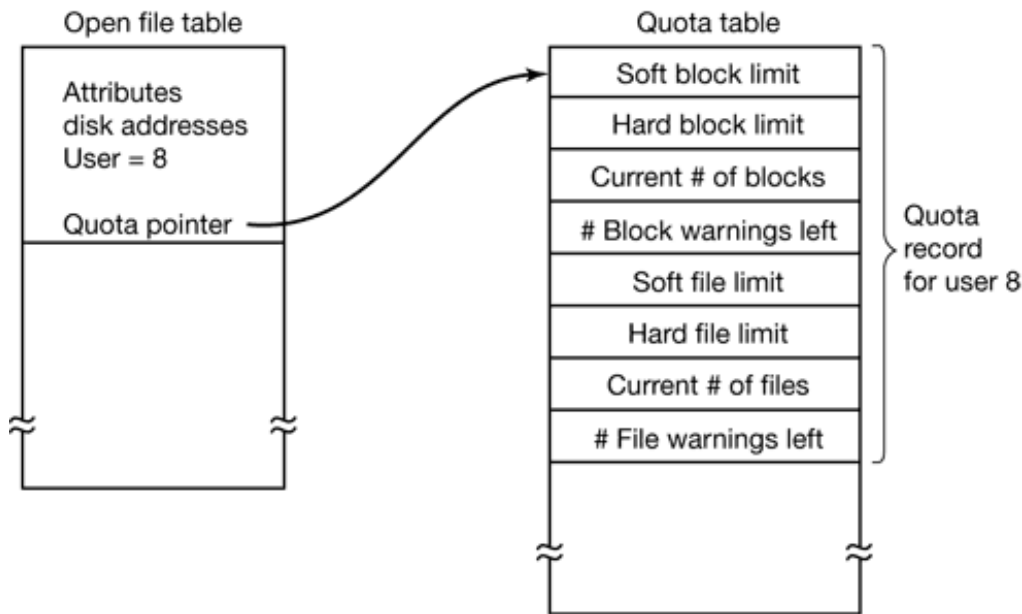 Open file table
Attributes
disk addresses
User = 8
Quota pointer
Quota table
Soft block limit
Hard block limit
Current # of blocks
# Block warnings left
Soft file limit
Hard file limit
Current # of files
# File warnings left
Quota
record
for user 8